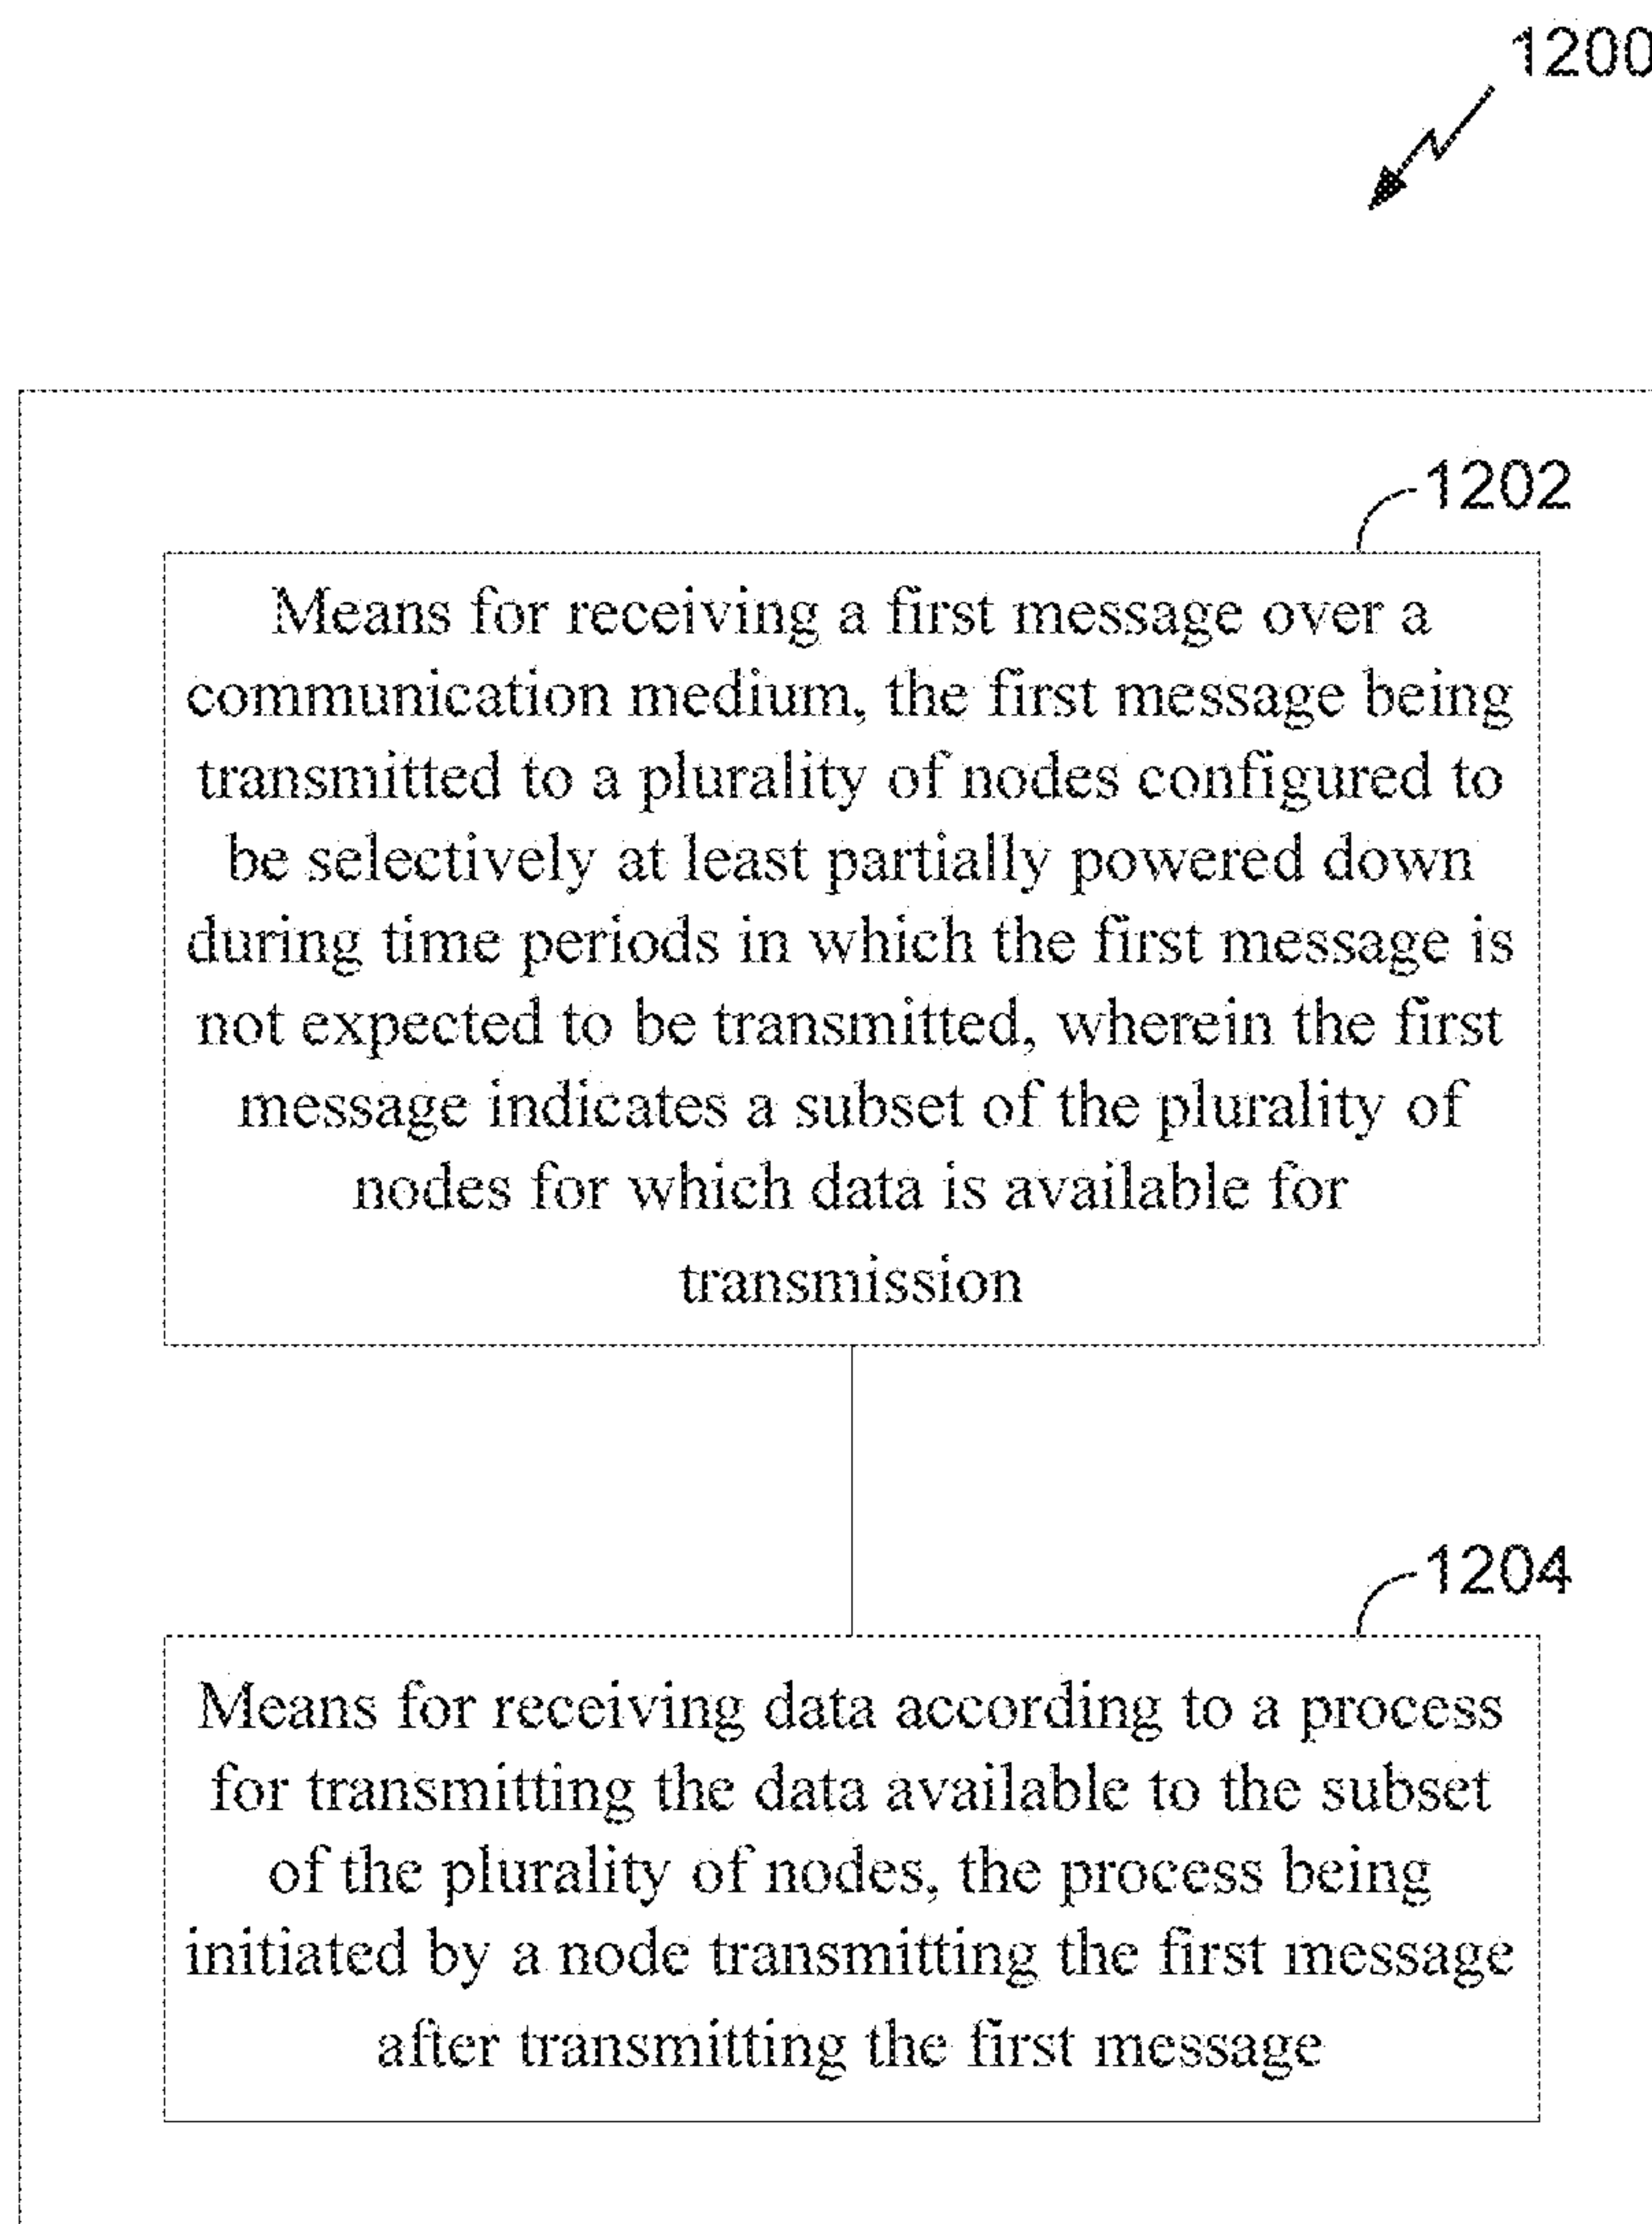 1200
1202
Means for receiving a first message over a
communication medium, the first message being
transmitted to a plurality of nodes configured to
be selectively at least partially powered down
during time periods in which the first message is
not expected to be transmitted, wherein the first
message indicates a subset of the plurality of
nodes for which data is available for
transmission
1204
Means for receiving data according to a process
for transmitting the data available to the subset
of the plurality of nodes, the process being
initiated by a node transmitting the first message
after transmitting the first message